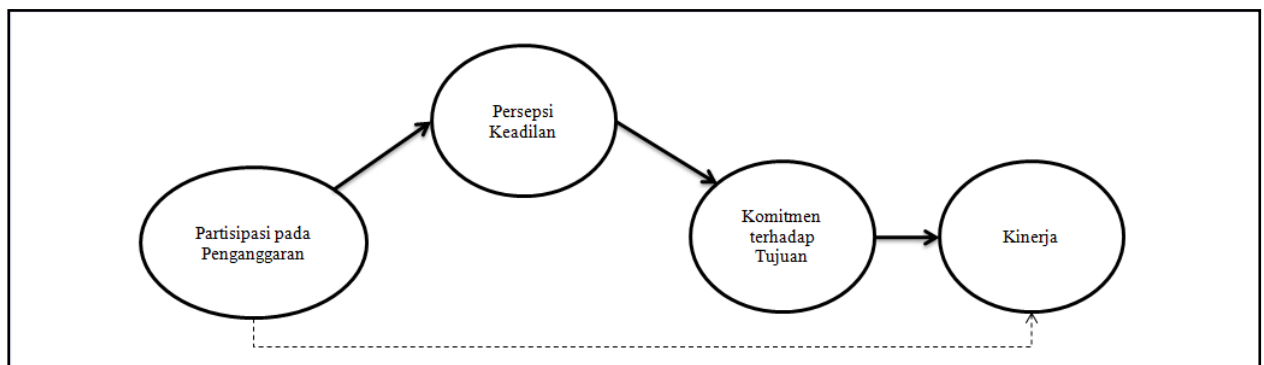 Persepsi
Keadilan
Partisipasi pada
Penganggaran
Komitmen
terhadap
Tujuan
Kinerja